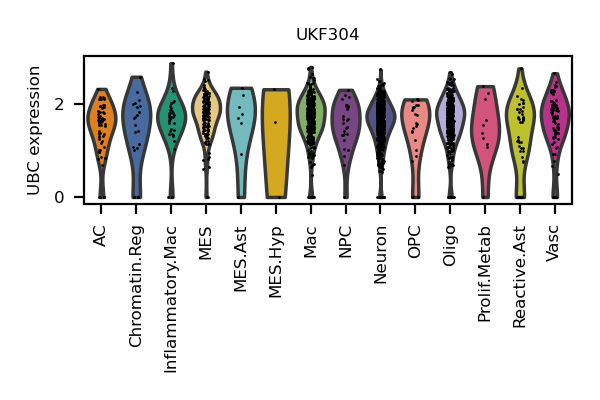 UKF304
UBC expression
2
0
AC
Chromatin.Reg
Inflammatory.Mac
MES
MES.Ast
MES.Hyp
Mac
NPC
Neuron
OPC
Oligo
Prolif.Metab
Reactive.Ast
Vasc